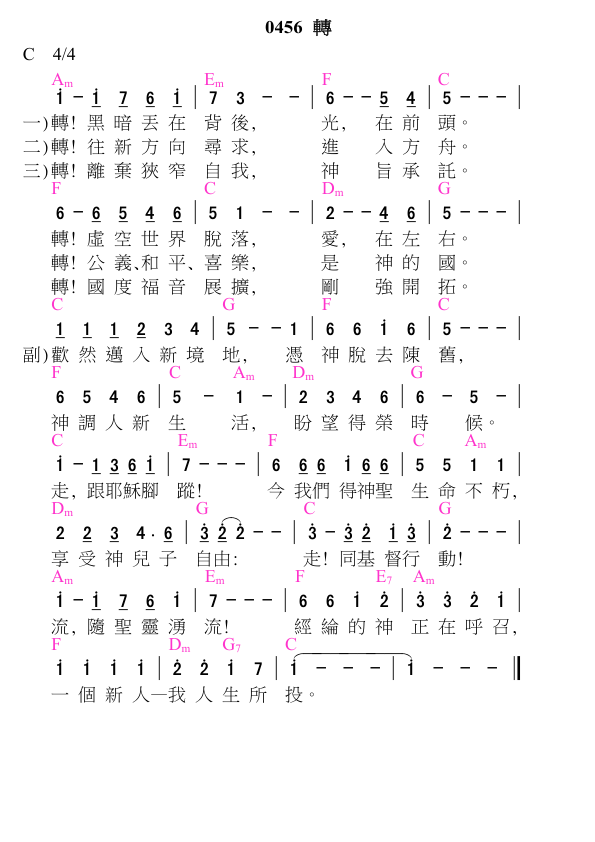 0456 轉
C 4/4
Am Em F C
i － i 7 6 i | 7 3 － － | 6 －－ 5 4 | 5 －－－ |
一)轉! 黑 暗 丟 在 背 後, 光, 在 前 頭。
二)轉! 往 新 方 向 尋 求, 進 入 方 舟。
三)轉! 離 棄 狹 窄 自 我, 神 旨 承 託。
F C Dm G
6 － 6 5 4 6 | 5 1 － － | 2 －－ 4 6 | 5 －－－ |
轉! 虛 空 世 界 脫 落, 愛, 在 左 右。
轉! 公 義、和 平、喜 樂, 是 神 的 國。
轉! 國 度 福 音 展 擴, 剛 強 開 拓。
C G F C
1 1 1 2 3 4 | 5 － － 1 | 6 6 i 6 | 5 －－－ |
副)歡 然 邁 入 新 境 地, 憑 神 脫 去 陳 舊,
F C Am Dm G
6 5 4 6 | 5 － 1 － | 2 3 4 6 | 6 － 5 － |
神 調 人 新 生 活, 盼 望 得 榮 時 候。
C Em F C Am
i － 1 3 6 i | 7 －－－ | 6 6 6 i 6 6 | 5 5 1 1 |
走, 跟耶穌腳 蹤! 今 我們 得神聖 生 命 不 朽,
Dm G C G
2 2 3 4 . 6 | 3 2 2 －－ | 3 － 3 2 i 3 | 2 －－－ |
享 受 神 兒 子 自由: 走! 同基 督行 動!
Am Em F E7 Am
i － i 7 6 i | 7 －－－ | 6 6 i 2 | 3 3 2 i |
流, 隨 聖 靈 湧 流! 經 綸 的 神 正 在 呼 召,
F Dm G7 C
i i i i | 2 2 i 7 | i － － － | i － － － ||
一 個 新 人—我 人 生 所 投。